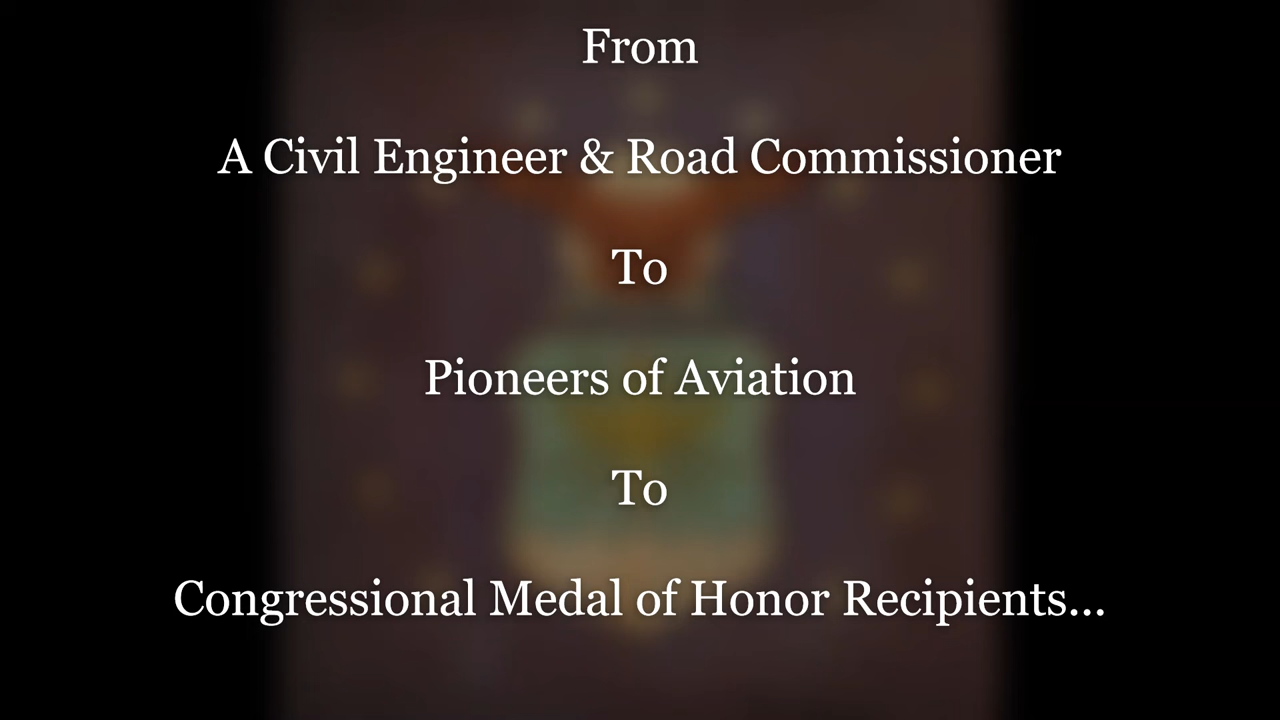 From
A Civil Engineer & Road Commissioner
To
Pioneers of Aviation
To
Congressional Medal of Honor Recipients...